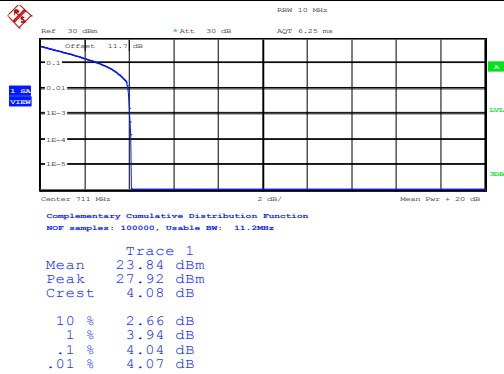 RBW 10 MHz
Ref 30 dBm * Att 30 dB AQT 6.25 ms
Offset 11.7 dB
0.1
A
0.01
1 SA
VIEW
1E-3
LVL
1E-4
1E-5
3DB
Center 711 MHz 2 dB/ Mean Pwr + 20 dB
Complementary Cumulative Distribution Function
NOF samples: 100000, Usable BW: 11.2MHz
Trace 1
Mean 23.84 dBm
Peak 27.92 dBm
Crest 4.08 dB
10 % 2.66 dB
1 % 3.94 dB
.1 % 4.04 dB
.01 % 4.07 dB